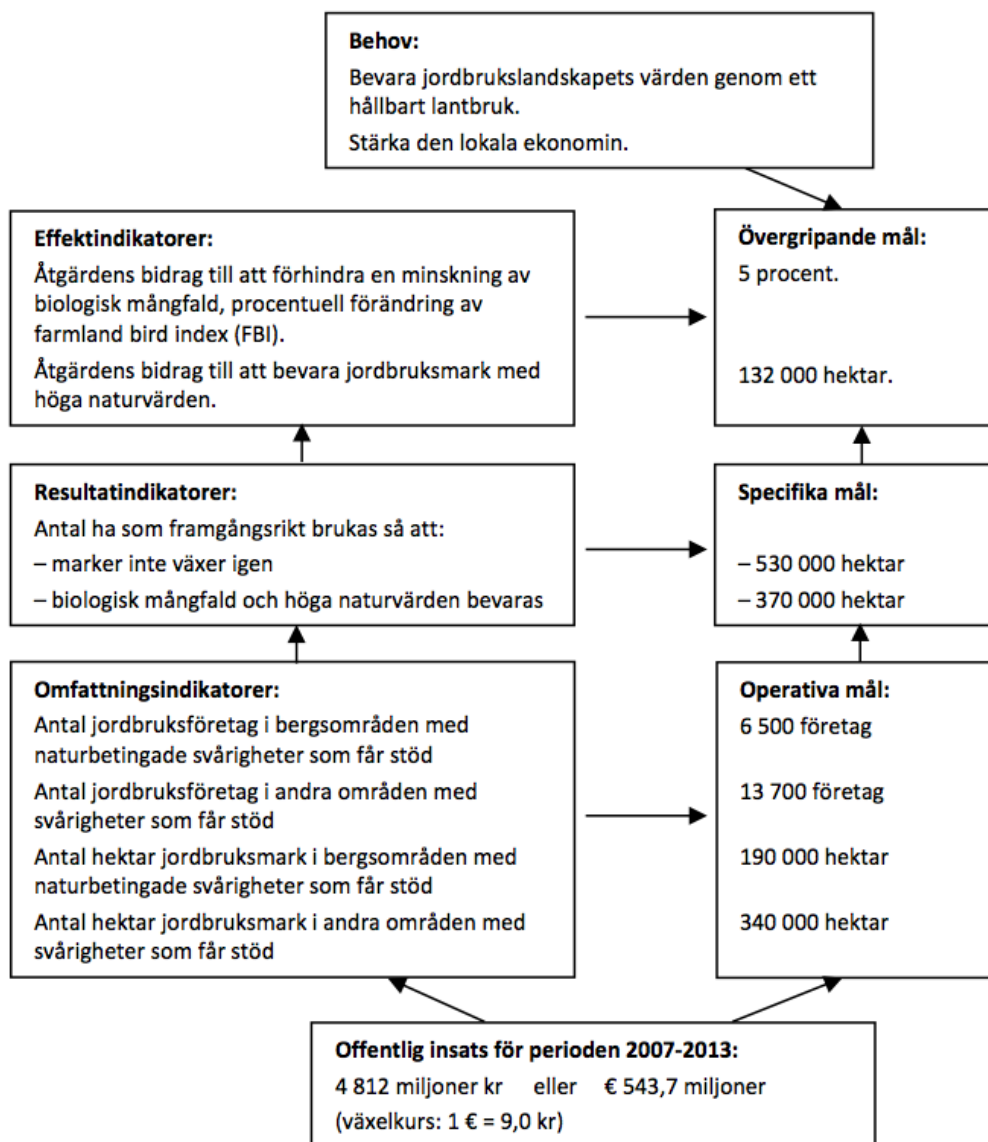 Behov:
Bevara jordbrukslandskapets värden genom ett
hållbart lantbruk.
Stärka den lokala ekonomin.
Effektindikatorer:
Åtgärdens bidrag till att förhindra en minskning av
biologisk mångfald, procentuell förändring av
farmland bird index (FBI).
Åtgärdens bidrag till att bevara jordbruksmark med
höga naturvärden.
Övergripande mål:
5 procent.
132 000 hektar.
Resultatindikatorer:
Antal ha som framgångsrikt brukas så att:
– marker inte växer igen
– biologisk mångfald och höga naturvärden bevaras
Specifika mål:
– 530 000 hektar
– 370 000 hektar
Omfattningsindikatorer:
Antal jordbruksföretag i bergsområden med
naturbetingade svårigheter som får stöd
Antal jordbruksföretag i andra områden med
svårigheter som får stöd
Antal hektar jordbruksmark i bergsområden med
naturbetingade svårigheter som får stöd
Antal hektar jordbruksmark i andra områden med
svårigheter som får stöd
Operativa mål:
6 500 företag
13 700 företag
190 000 hektar
340 000 hektar
Offentlig insats för perioden 2007-2013:
4 812 miljoner kr eller € 543,7 miljoner
(växelkurs: 1 € = 9,0 kr)